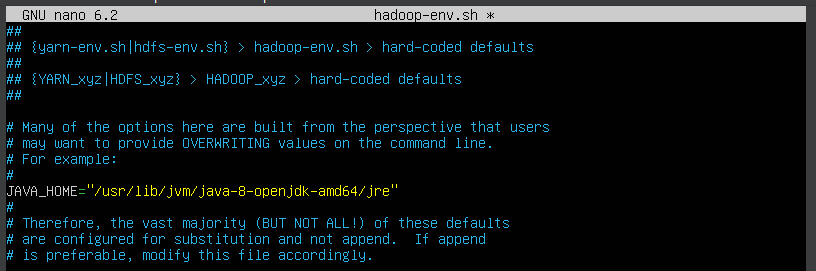 GNU nano 6.2 hadoop-env.sh *
##
## {yarn-env.sh|hdfs-env.sh} > hadoop-env.sh > hard-coded defaults
##
## {YARN_xyz|HDFS_xyz} > HADOOP_xyz > hard-coded defaults
##
# Many of the options here are built from the perspective that users
# may want to provide OVERWRITING values on the command line.
# For example:
#
JAVA_HOME="/usr/lib/jvm/java-8-openjdk-amd64/jre"
#
# Therefore, the vast majority (BUT NOT ALL!) of these defaults
# are configured for substitution and not append.  If append
# is preferable, modify this file accordingly.